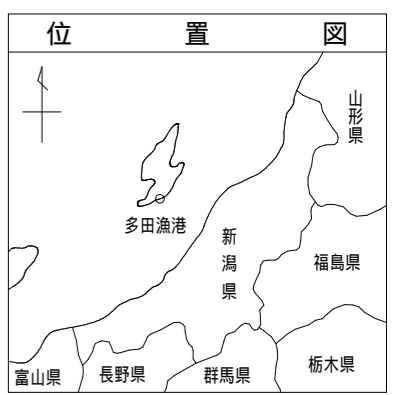 位置図
山形県
多田漁港
新潟県
福島県
富山県
長野県
群馬県
栃木県